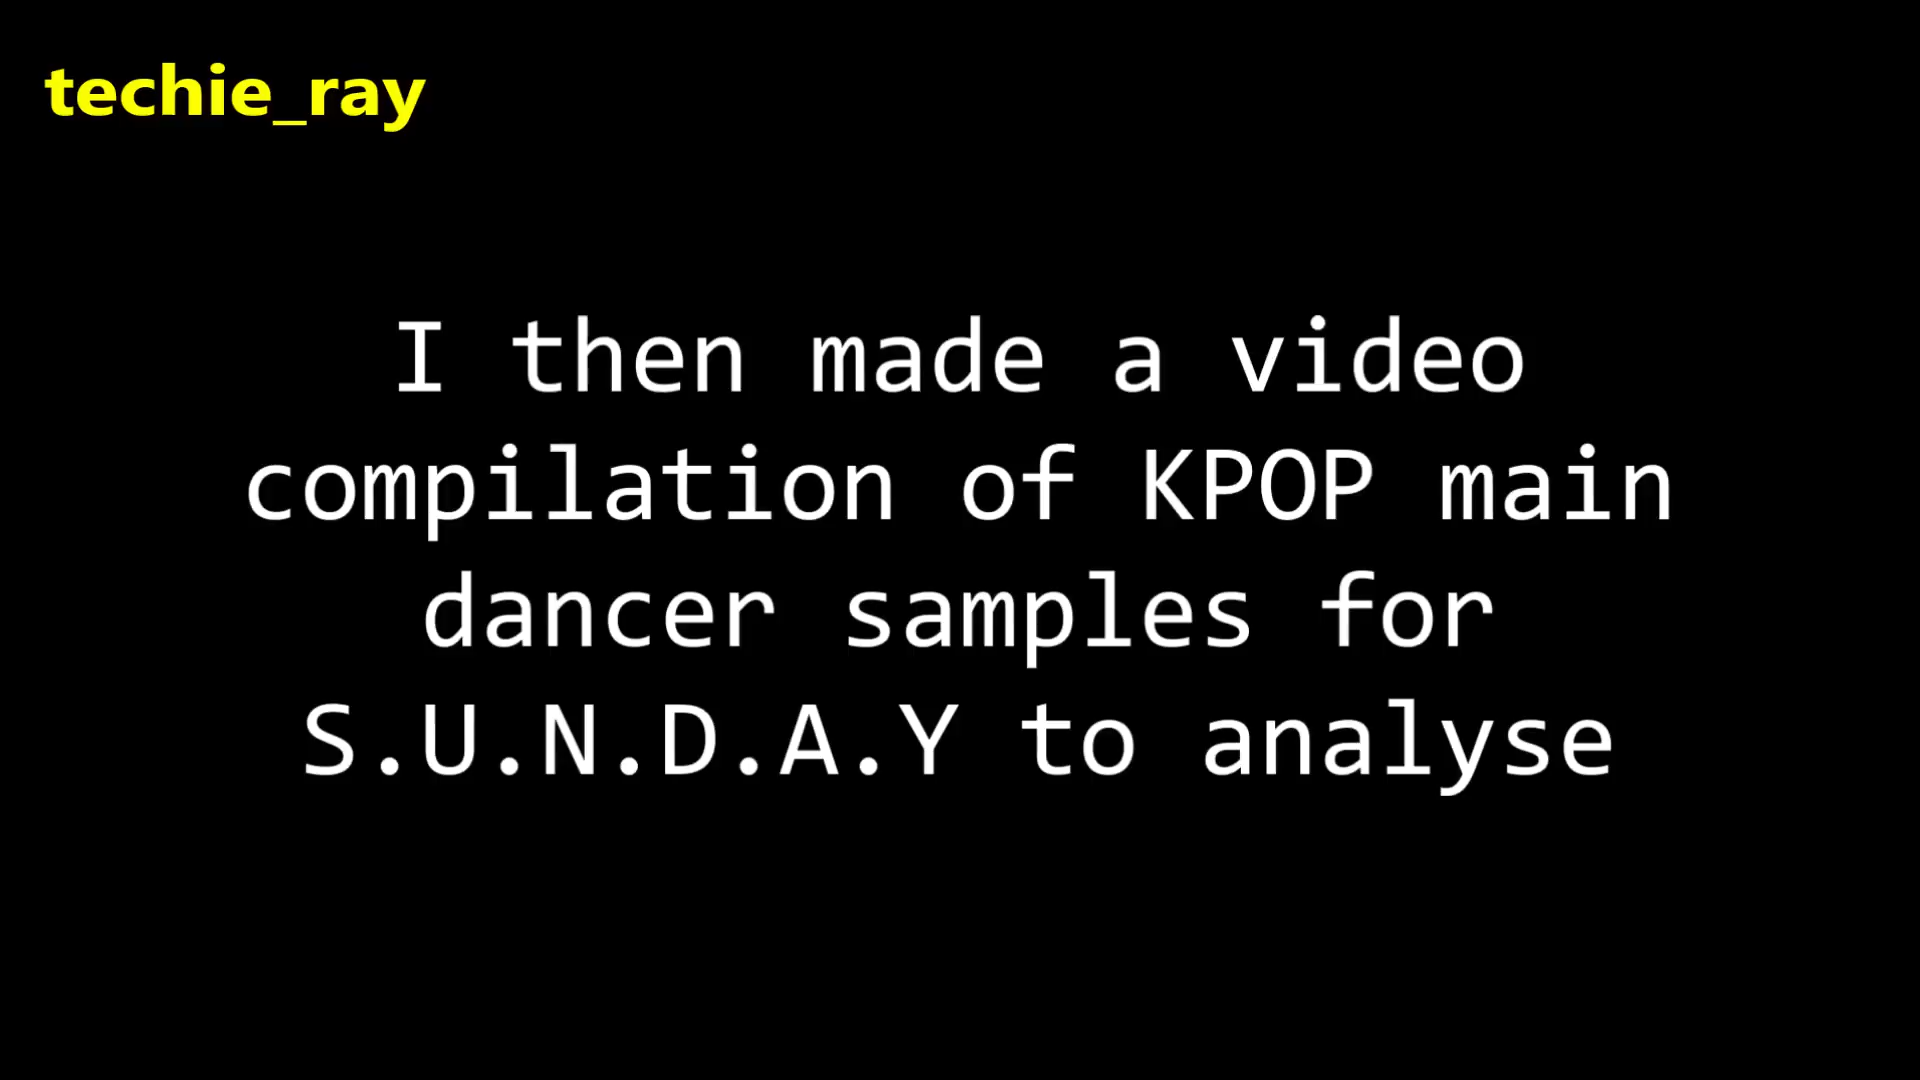 techie_ray
I then made a video
compilation of KPOP main
dancer samples for
S.U.N.D.A.Y to analyse